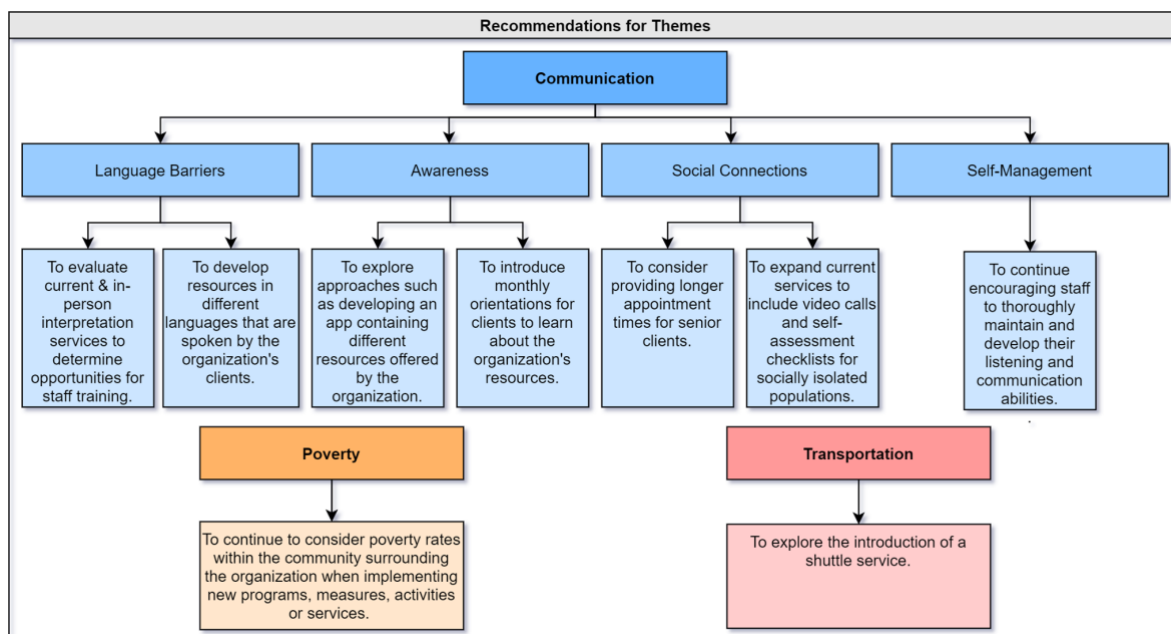 Recommendations for Themes
Communication
Language Barriers
Awareness
Social Connections
Self-Management
To evaluate
current & in-
person
interpretation
services to
determine
opportunities for
staff training.
To develop
resources in
different
languages that are
spoken by the
organization's
clients.
To explore
approaches such
as developing an
app containing
different
resources offered
by the
organization.
To introduce
monthly
orientations for
clients to learn
about the
organization's
resources.
To consider
providing longer
appointment
times for senior
clients.
To expand current
services to
include video calls
and self-
assessment
checklists for
socially isolated
populations.
To continue
encouraging staff
to thoroughly
maintain and
develop their
listening and
communication
abilities.
.
Poverty
Transportation
To continue to consider poverty rates
within the community surrounding
the organization when implementing
new programs, measures, activities
or services.
To explore the introduction of a
shuttle service.